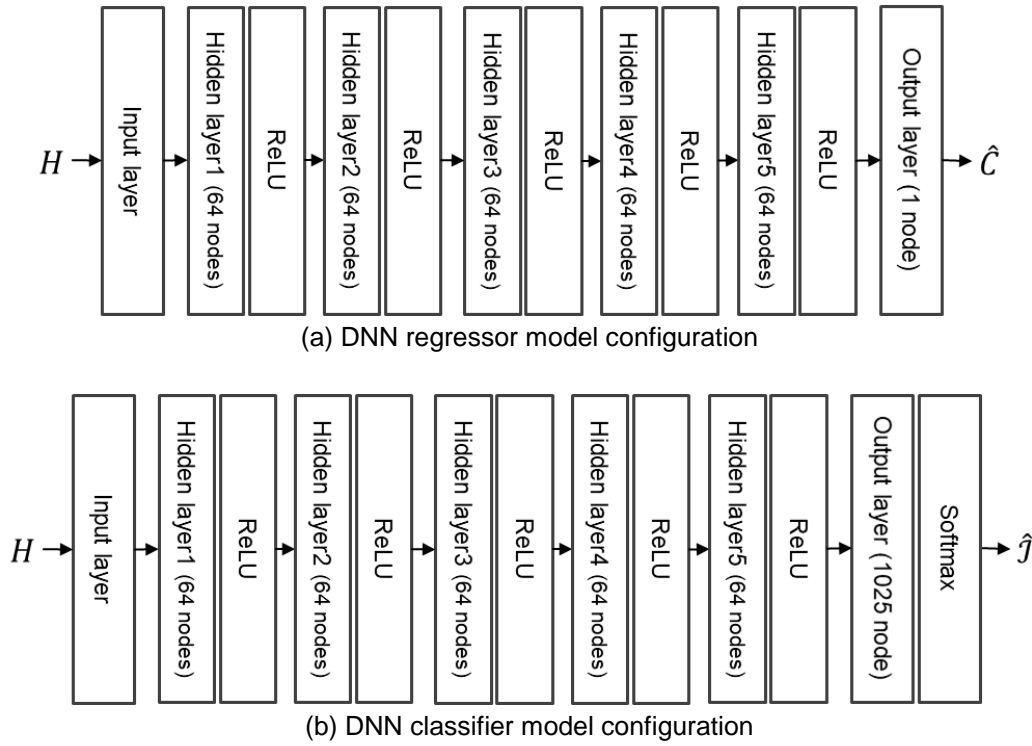 H
Input layer
Hidden layer1 (64 nodes)
ReLU
Hidden layer2 (64 nodes)
ReLU
Hidden layer3 (64 nodes)
ReLU
Hidden layer4 (64 nodes)
ReLU
Hidden layer5 (64 nodes)
ReLU
Output layer (1 node)
Ĉ
(a) DNN regressor model configuration
H
Input layer
Hidden layer1 (64 nodes)
ReLU
Hidden layer2 (64 nodes)
ReLU
Hidden layer3 (64 nodes)
ReLU
Hidden layer4 (64 nodes)
ReLU
Hidden layer5 (64 nodes)
ReLU
Output layer (1025 node)
Softmax
ĵ
(b) DNN classifier model configuration